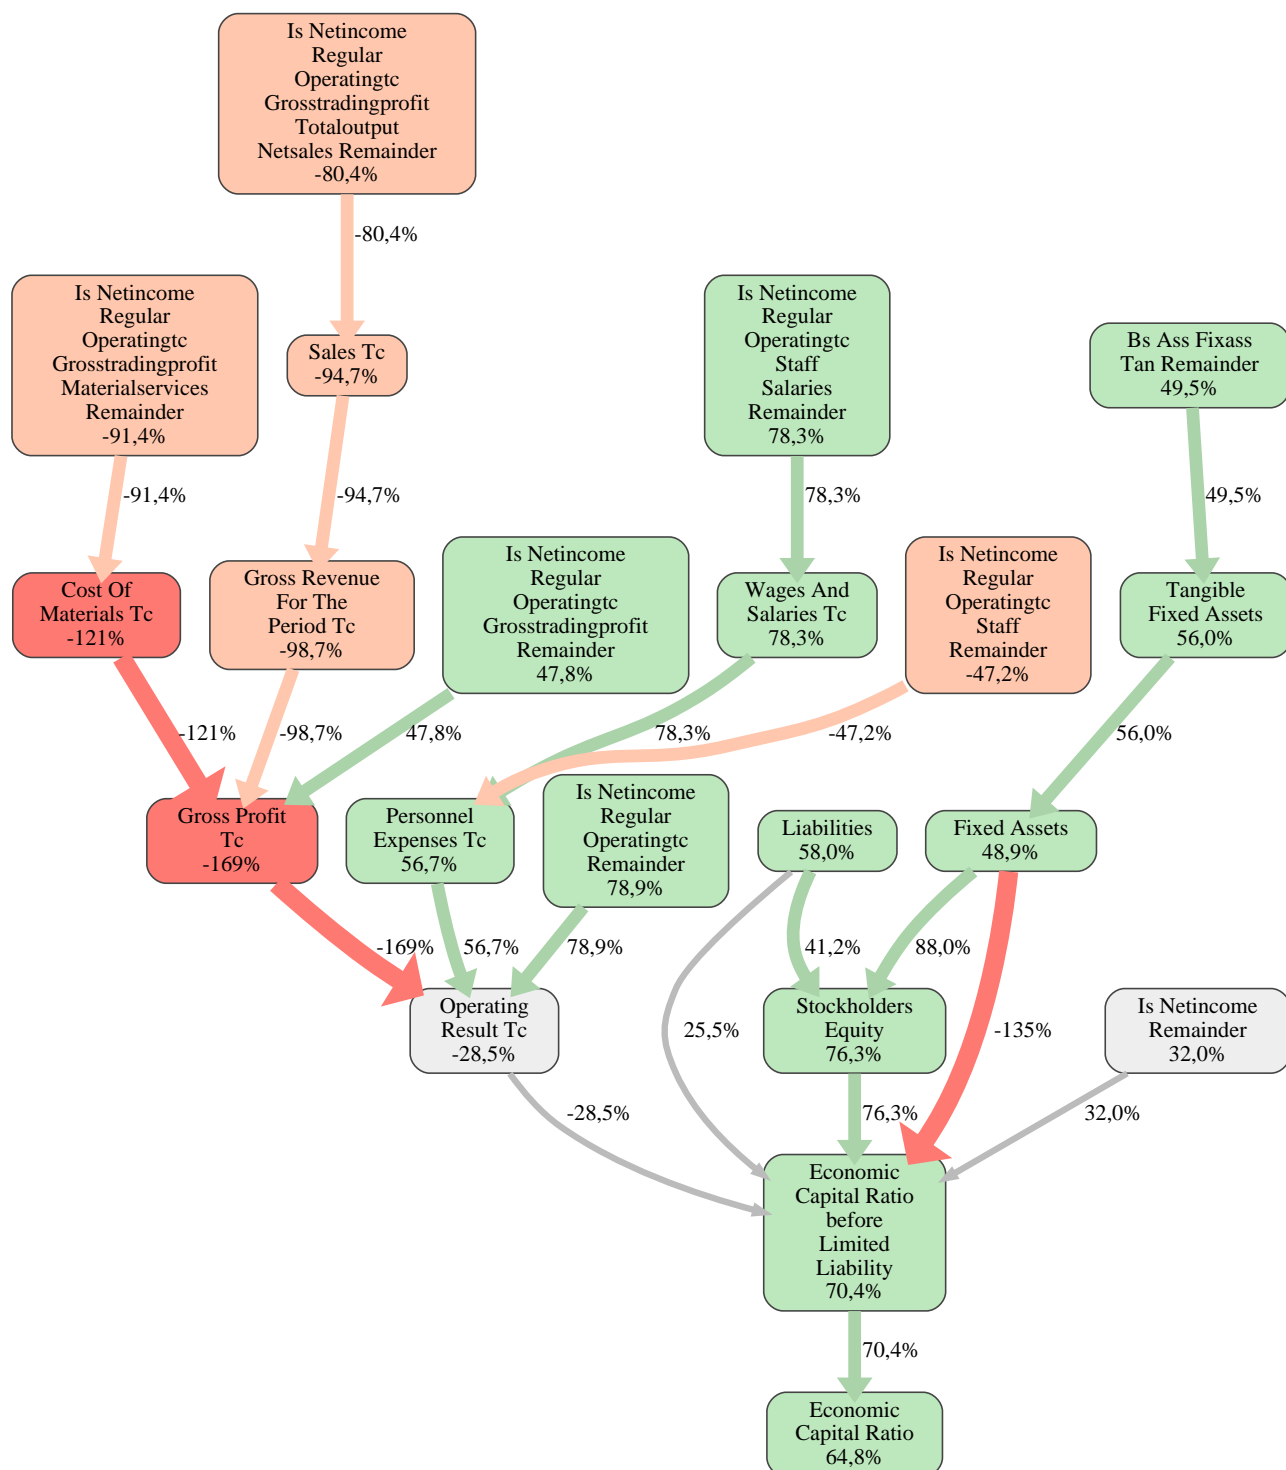 Is Netincome
Regular
Operatingtc
Grosstradingprofit
Totaloutput
Netsales Remainder
-80,4%
-80,4%
Is Netincome
Regular
Operatingtc
Grosstradingprofit
Materialservices
Remainder
-91,4%
Sales Tc
-94,7%
Is Netincome
Regular
Operatingtc
Staff
Salaries
Remainder
78,3%
Bs Ass Fixass
Tan Remainder
49,5%
-91,4%
-94,7%
78,3%
49,5%
Cost Of
Materials Tc
-121%
Gross Revenue
For The
Period Tc
-98,7%
Is Netincome
Regular
Operatingtc
Grosstradingprofit
Remainder
47,8%
Wages And
Salaries Tc
78,3%
Is Netincome
Regular
Operatingtc
Staff
Remainder
-47,2%
Tangible
Fixed Assets
56,0%
-121%
-98,7%
47,8%
78,3%
-47,2%
56,0%
Gross Profit
Tc
-169%
Personnel
Expenses Tc
56,7%
Is Netincome
Regular
Operatingtc
Remainder
78,9%
Liabilities
58,0%
Fixed Assets
48,9%
-169%
56,7%
78,9%
41,2%
88,0%
Operating
Result Tc
-28,5%
25,5%
Stockholders
Equity
76,3%
-135%
Is Netincome
Remainder
32,0%
-28,5%
76,3%
32,0%
Economic
Capital Ratio
before
Limited
Liability
70,4%
70,4%
Economic
Capital Ratio
64,8%